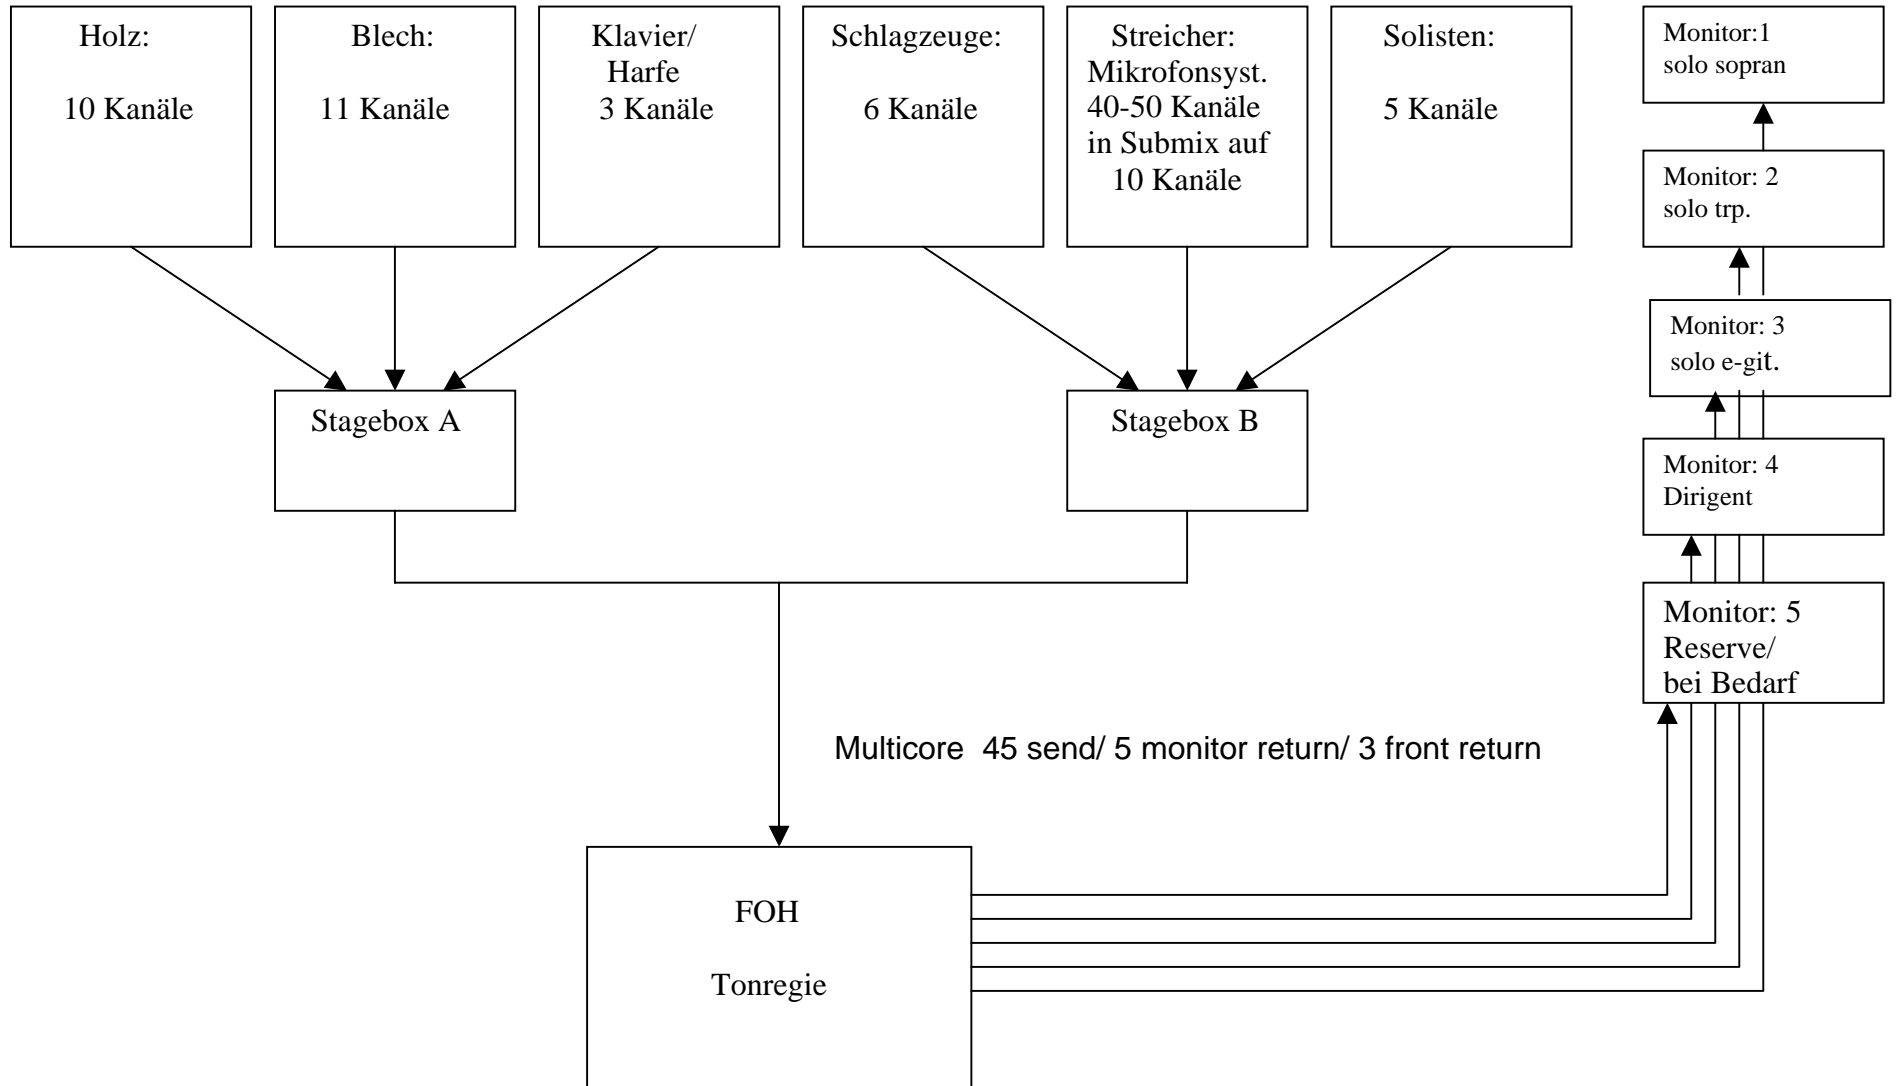 Holz:
10 Kanäle
Blech:
11 Kanäle
Klavier/
Harfe
3 Kanäle
Schlagzeuge:
6 Kanäle
Streicher:
Mikrofonsyst.
40-50 Kanäle
in Submix auf
10 Kanäle
Solisten:
5 Kanäle
Monitor:1
solo sopran
Monitor: 2
solo trp.
Monitor: 3
solo e-git.
Monitor: 4
Dirigent
Monitor: 5
Reserve/
bei Bedarf
Stagebox A
Stagebox B
Multicore 45 send/ 5 monitor return/ 3 front return
FOH
Tonregie